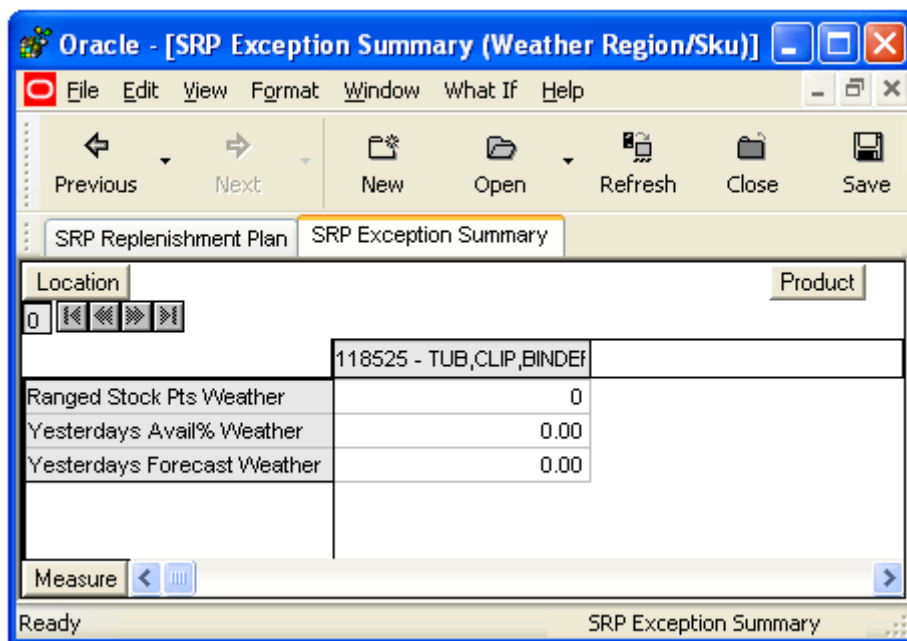 Oracle - [SRP Exception Summary (Weather Region/Sku)]
File Edit View Format Window What If Help
Previous Next New Open Refresh Close Save
SRP Replenishment Plan SRP Exception Summary
Location Product
0
118525 - TUB,CLIP,BINDER
Ranged Stock Pts Weather 0
Yesterdays Avail% Weather 0.00
Yesterdays Forecast Weather 0.00
Measure
Ready SRP Exception Summary